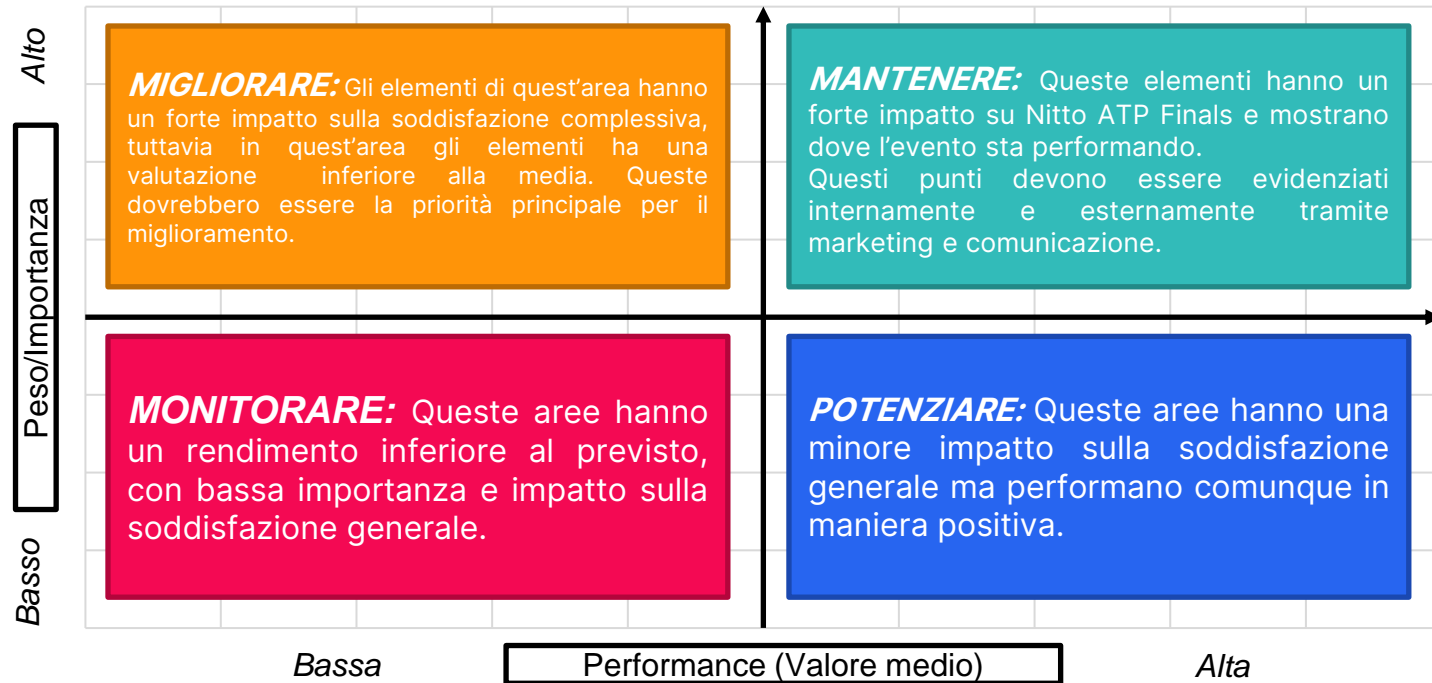 Alto
MIGLIORARE: Gli elementi di quest'area hanno
un forte impatto sulla soddisfazione complessiva,
tuttavia in quest'area gli elementi ha una
valutazione inferiore alla media. Queste
dovrebbero essere la priorità principale per il
miglioramento.
MANTENERE: Queste elementi hanno un
forte impatto su Nitto ATP Finals e mostrano
dove l'evento sta performando.
Questi punti devono essere evidenziati
internamente e esternamente tramite
marketing e comunicazione.
Peso/Importanza
MONITORARE: Queste aree hanno
un rendimento inferiore al previsto,
con bassa importanza e impatto sulla
soddisfazione generale.
POTENZIARE: Queste aree hanno una
minore impatto sulla soddisfazione
generale ma performano comunque in
maniera positiva.
Basso
Bassa
Performance (Valore medio)
Alta